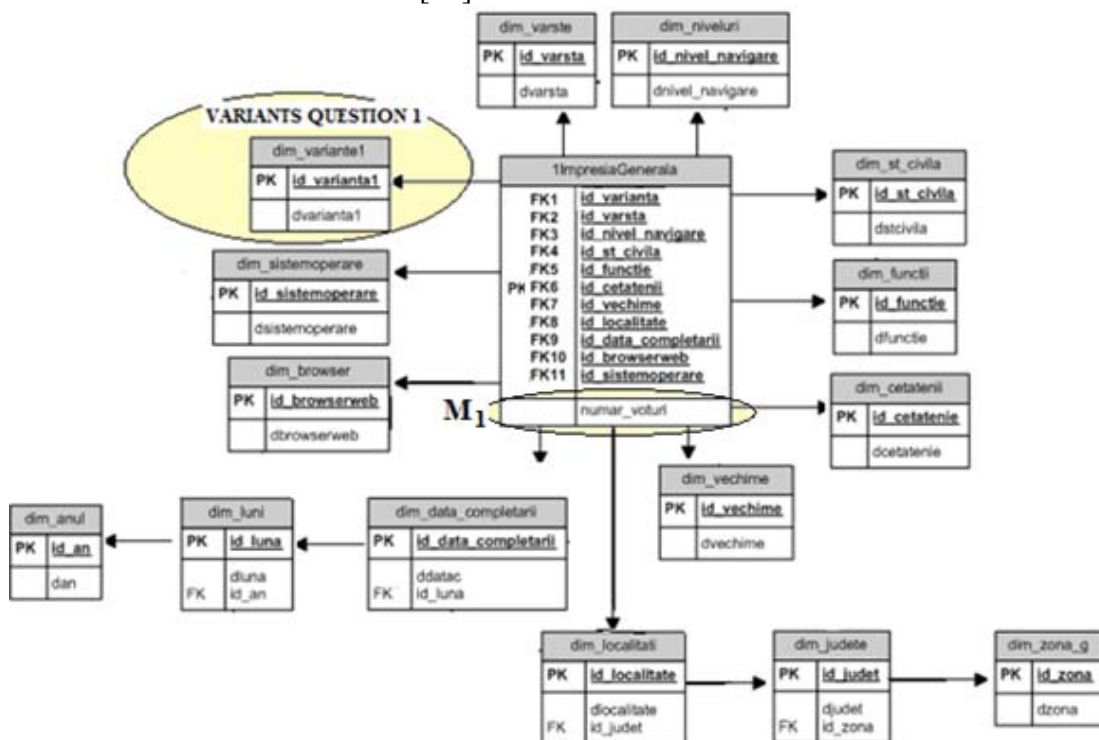 dim_varste
PK id_varsta
dvarsta
dim_niveluri
PK id_nivel_navigare
dnivel_navigare
VARIANTS QUESTION 1
dim_variante1
PK id_varianta1
dvarianta1
1ImpresiaGenerala
FK1 id_varianta
FK2 id_varsta
FK3 id_nivel_navigare
FK4 id_st_civila
FK5 id_functie
PK FK6 id_cetatenii
FK7 id_vechime
FK8 id_localitate
FK9 id_data_completarii
FK10 id_browserweb
FK11 id_sistemoperare
M1
numar_voturi
dim_st_civila
PK id_st_civila
dstcivila
dim_sistemoperare
PK id_sistemoperare
dsistemoperare
dim_functii
PK id_functie
dfunctie
dim_browser
PK id_browserweb
dbrowserweb
dim_cetatenii
PK id_cetatenie
dcetatenie
dim_vechime
PK id_vechime
dvechime
dim_anul
PK id_an
dan
dim_luni
PK id_luna
dluna
FK id_an
dim_data_completarii
PK id_data_completarii
ddatac
FK id_luna
dim_localitati
PK id_localitate
dlocalitate
FK id_judet
dim_judete
PK id_judet
djudet
FK id_zona
dim_zona_g
PK id_zona
dzona